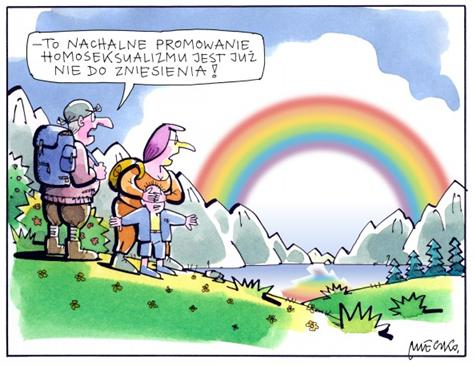 –TO NACHALNE PROMOWANIE
HOMOSEKSUALIZMU JEST JUŻ
NIE DO ZNIESIENIA!